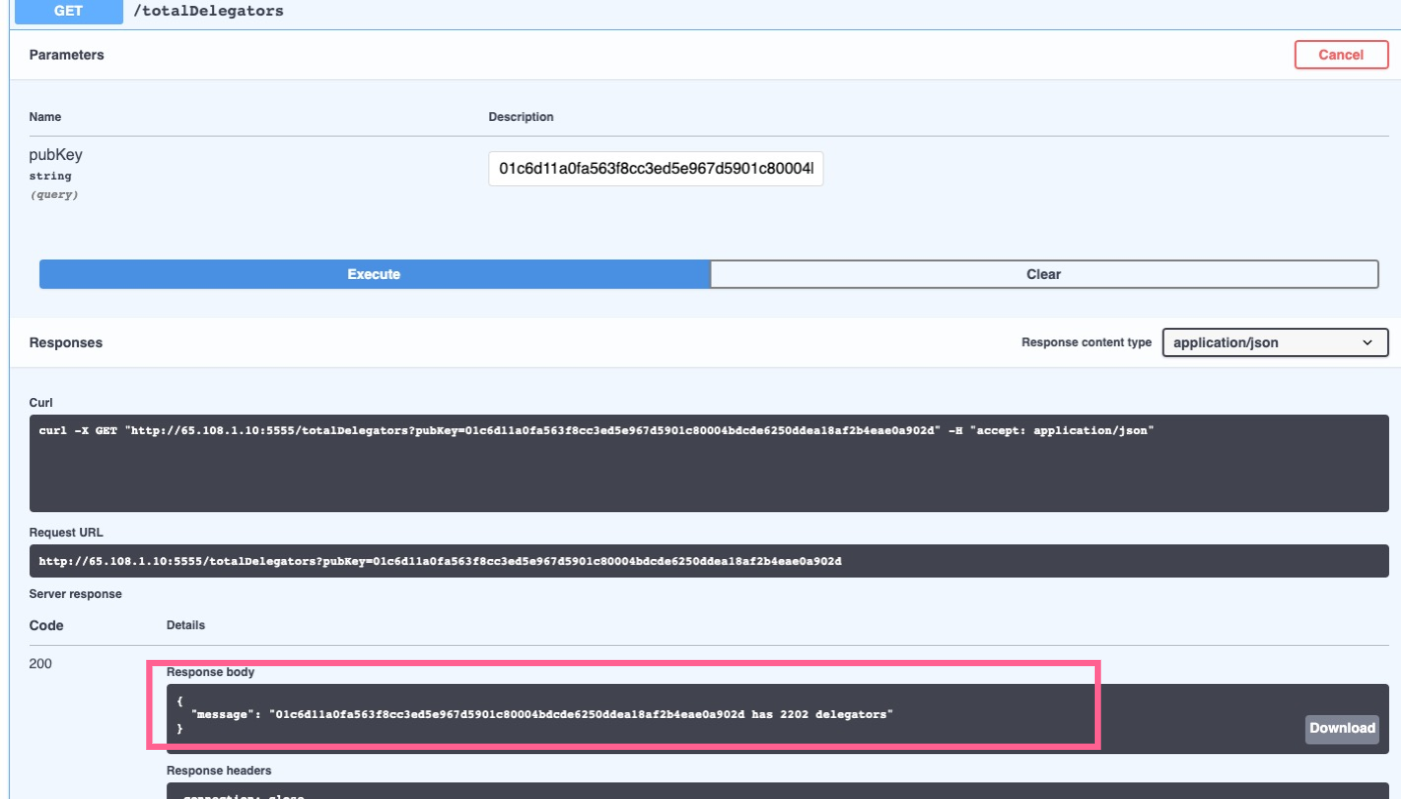 GET /totalDelegators
Parameters
Cancel
Name Description
pubKey
string
(query)
01c6d11a0fa563f8cc3ed5e967d5901c80004l
Execute Clear
Responses
Response content type application/json
Curl
curl -X GET "http://65.108.1.10:5555/totalDelegators?pubKey=01c6d11a0fa563f8cc3ed5e967d5901c80004bdcde6250ddea18af2b4eae0a902d" -H "accept: application/json"
Request URL
http://65.108.1.10:5555/totalDelegators?pubKey=01c6d11a0fa563f8cc3ed5e967d5901c80004bdcde6250ddea18af2b4eae0a902d
Server response
Code Details
200
Response body
{
"message": "01c6d11a0fa563f8cc3ed5e967d5901c80004bdcde6250ddea18af2b4eae0a902d has 2202 delegators"
}
Download
Response headers
connection: close